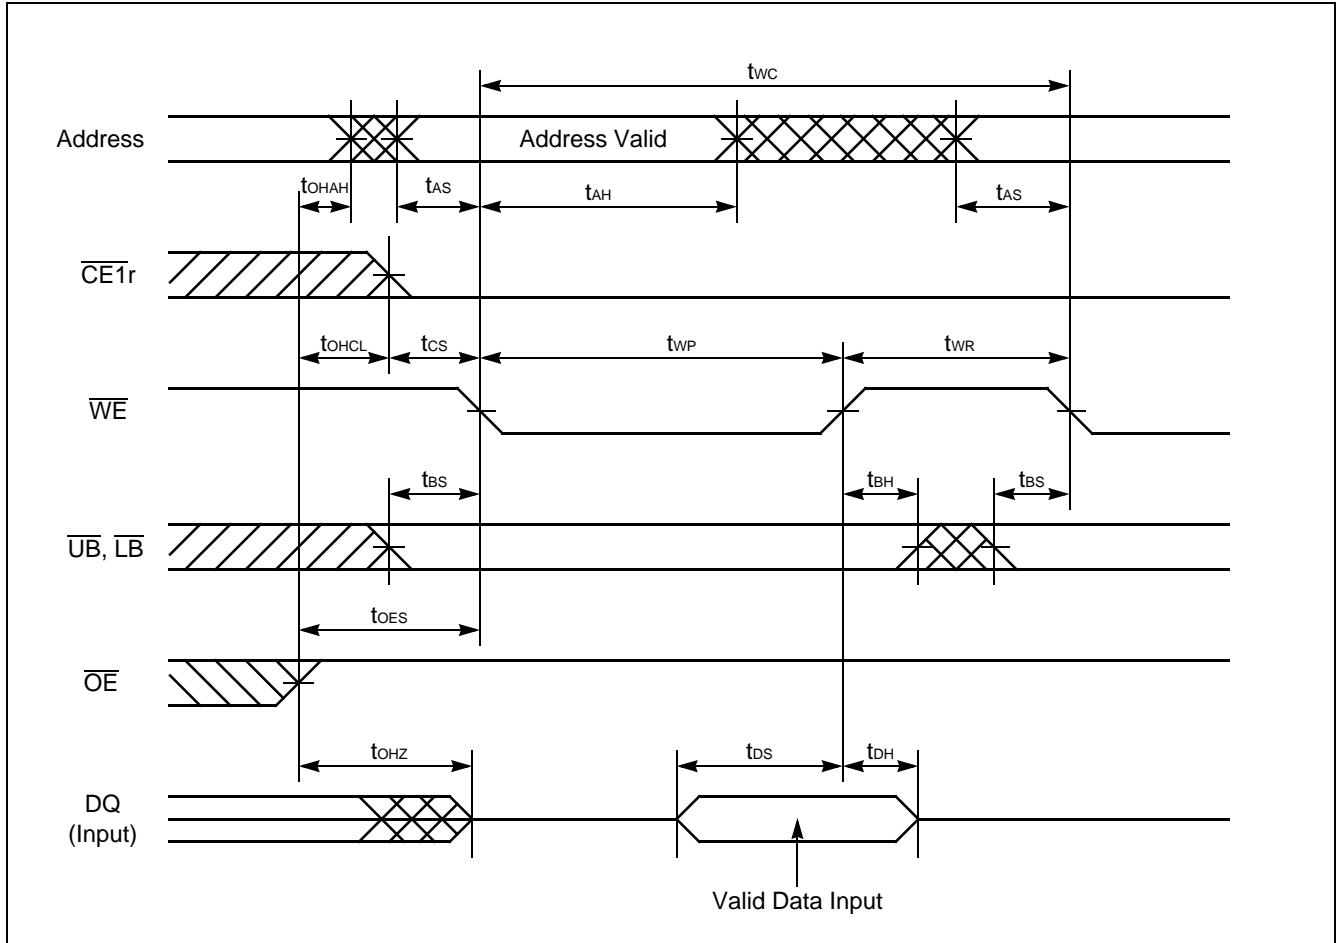 tWC
Address
Address Valid
tOHAH
tAS
tAH
tAS
CE1r
tOHCL
tCS
tWP
tWR
WE
tBS
tBH
tBS
UB, LB
tOES
OE
tOHZ
tDS
tDH
DQ
(Input)
Valid Data Input